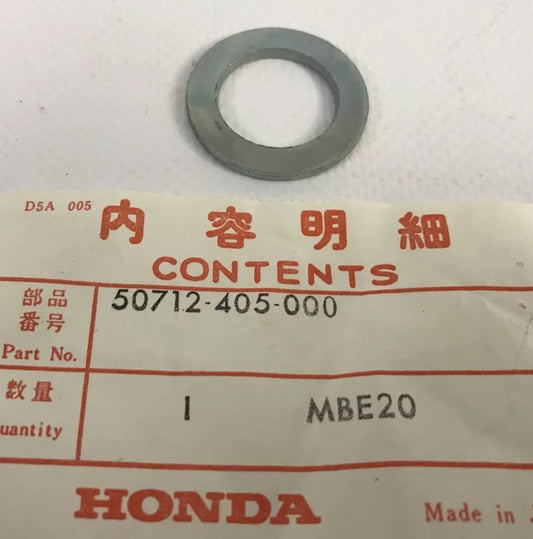 D5A 005
内容明細
CONTENTS
部品
番号
Part No.
50712-405-000
数量
uantity
1 MBE20
HONDA
Made in J